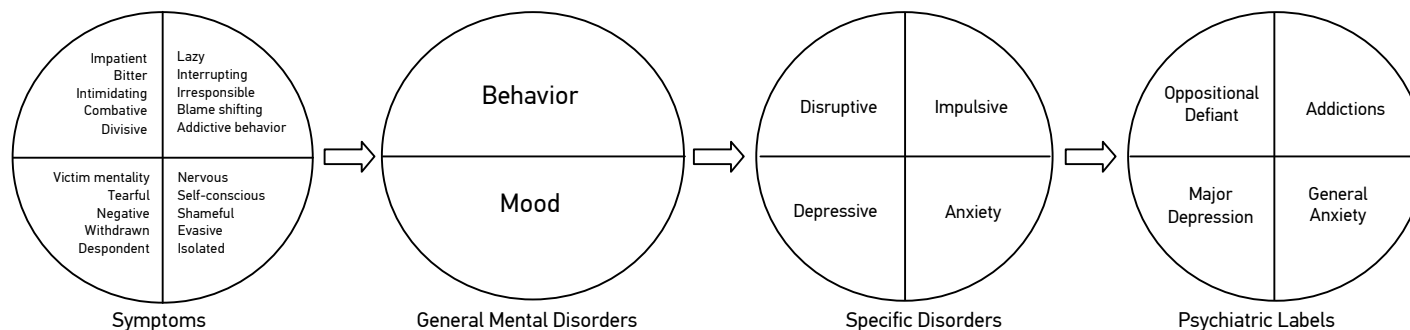 Impatient
Bitter
Intimidating
Combative
Divisive
Lazy
Interrupting
Irresponsible
Blame shifting
Addictive behavior
Victim mentality
Tearful
Negative
Withdrawn
Despondent
Nervous
Self-conscious
Shameful
Evasive
Isolated
Symptoms
Behavior
Mood
General Mental Disorders
Disruptive
Impulsive
Depressive
Anxiety
Specific Disorders
Oppositional
Defiant
Addictions
Major
Depression
General
Anxiety
Psychiatric Labels